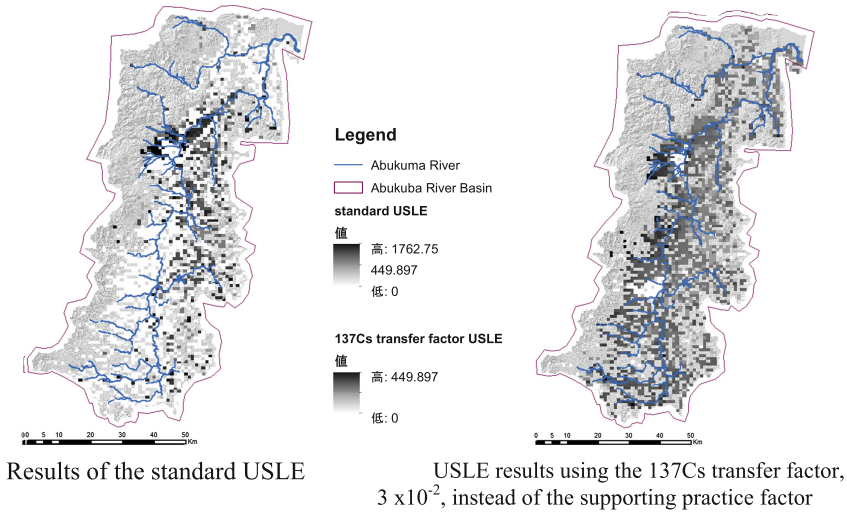 Legend
Abukuma River
Abukuba River Basin
standard USLE
値
高: 1762.75
449.897
低: 0
137Cs transfer factor USLE
値
高: 449.897
低: 0
0 0 10 20 30 40 50
Km
0 10 20 30 40 50
Km
Results of the standard USLE
USLE results using the 137Cs transfer factor,
3 x10-2, instead of the supporting practice factor